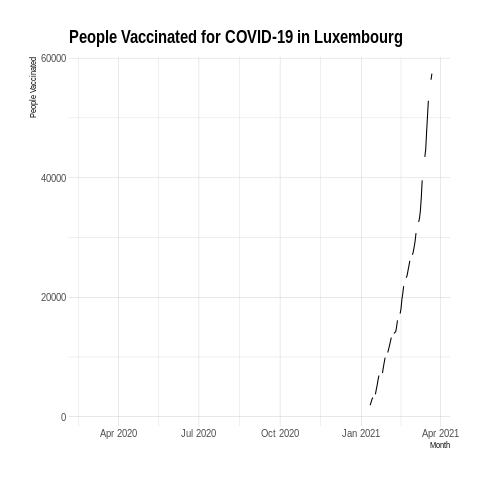 People Vaccinated for COVID-19 in Luxembourg
People Vaccinated
60000
40000
20000
0
Apr 2020
Jul 2020
Oct 2020
Jan 2021
Apr 2021
Month